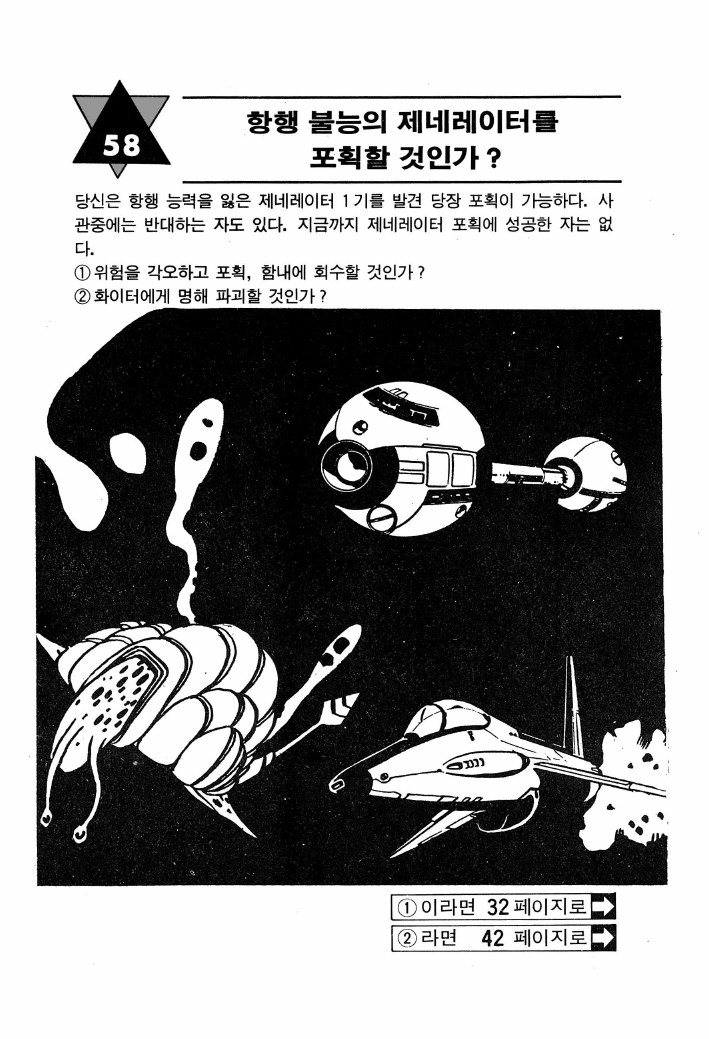 58
항행 불능의 제네레이터를
포획할 것인가?
당신은 항행 능력을 잃은 제네레이터 1기를 발견 당장 포획이 가능하다. 사
관중에는 반대하는 자도 있다. 지금까지 제네레이터 포획에 성공한 자는 없
다.
①위험을 각오하고 포획, 함내에 회수할 것인가?
②화이터에게 명해 파괴할 것인가?
①이라면 32페이지로
②라면 42 페이지로